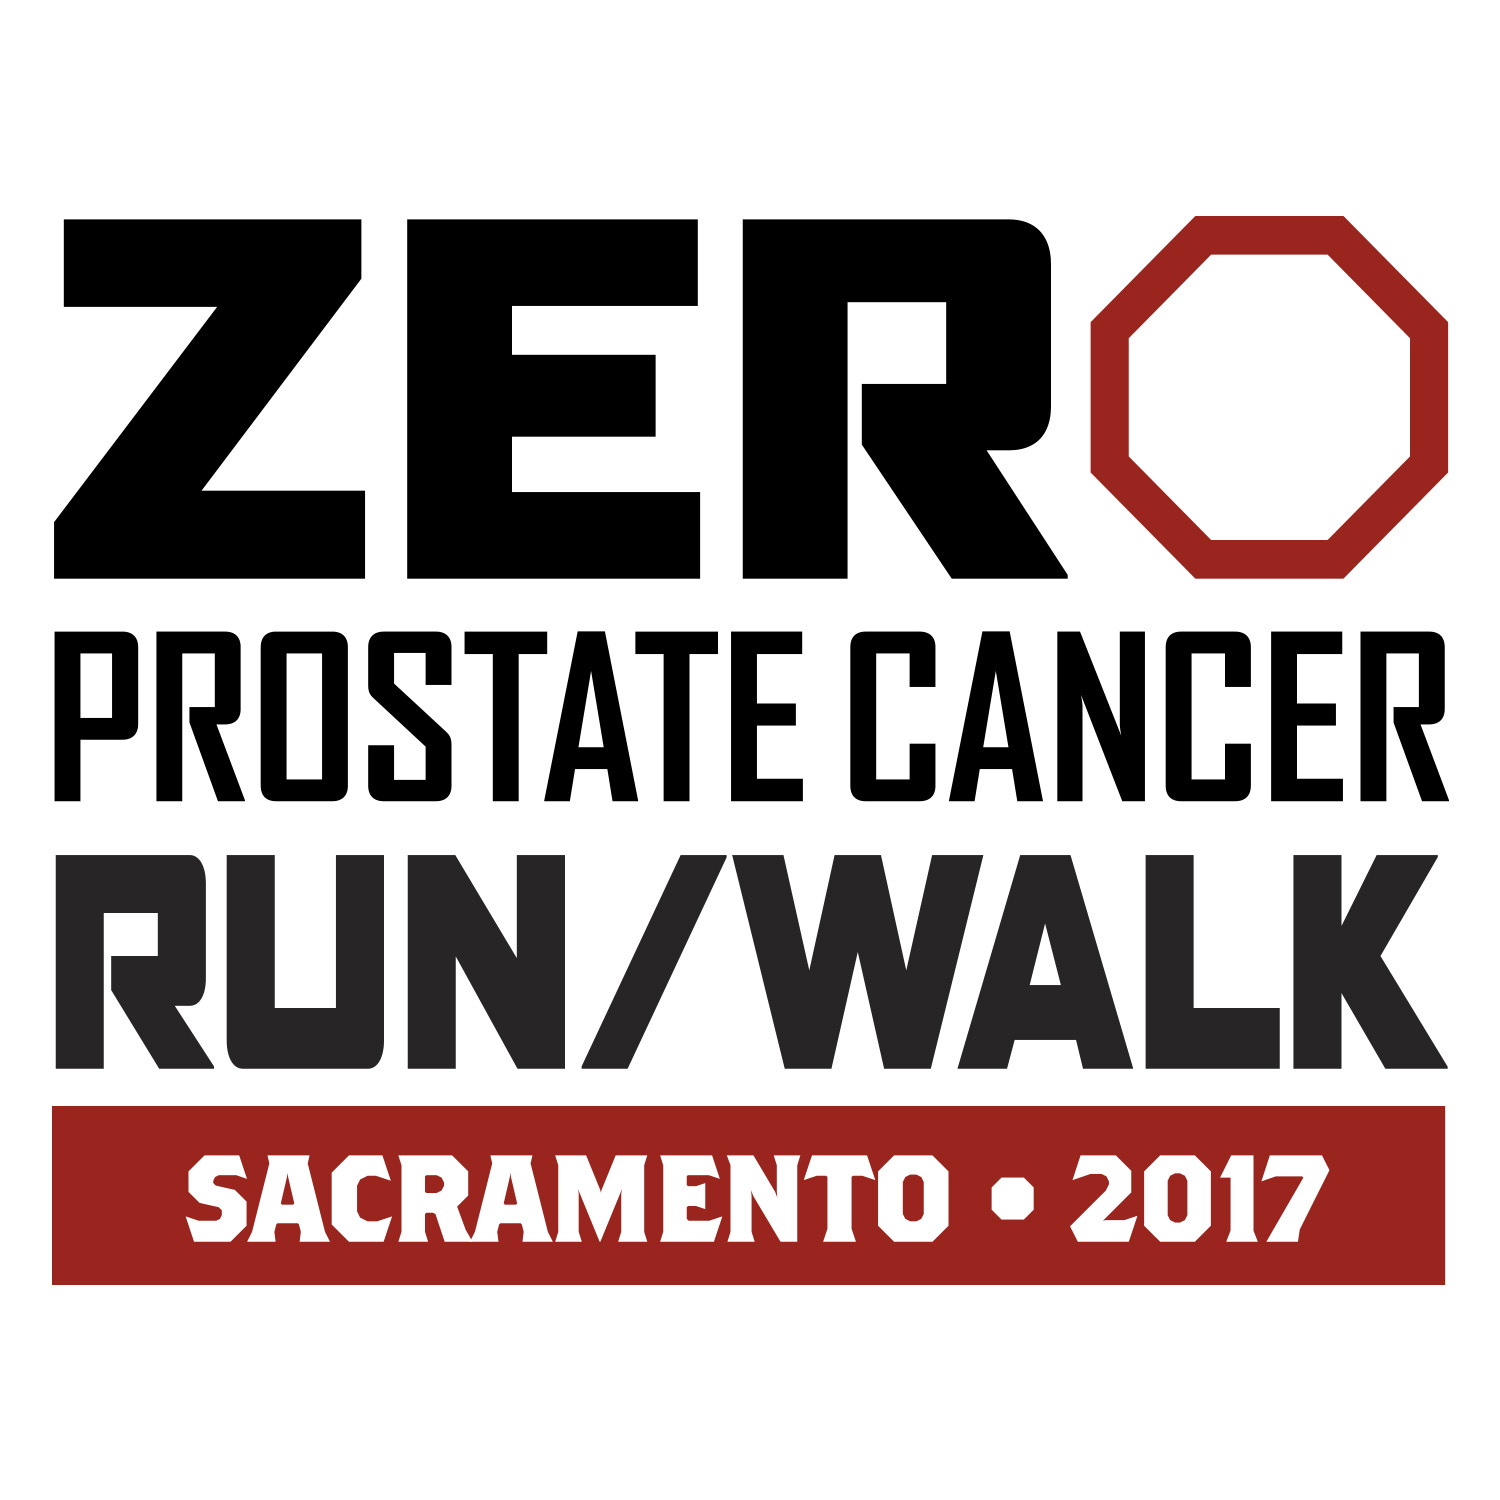 ZERO
PROSTATE CANCER
RUN/WALK
SACRAMENTO • 2017